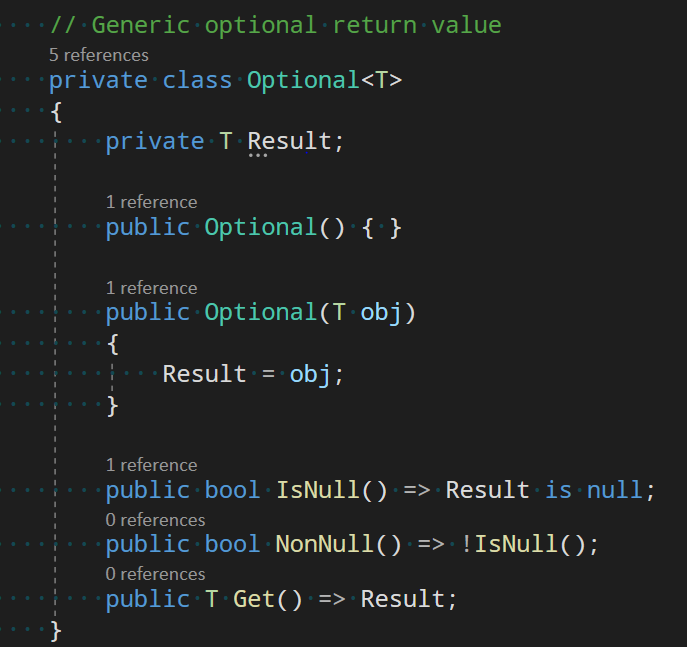 // Generic optional return value
5 references
private class Optional<T>
{
private T Result;
1 reference
public Optional() { }
1 reference
public Optional(T obj)
{
Result = obj;
}
1 reference
public bool IsNull() => Result is null;
0 references
public bool NonNull() => !IsNull();
0 references
public T Get() => Result;
}